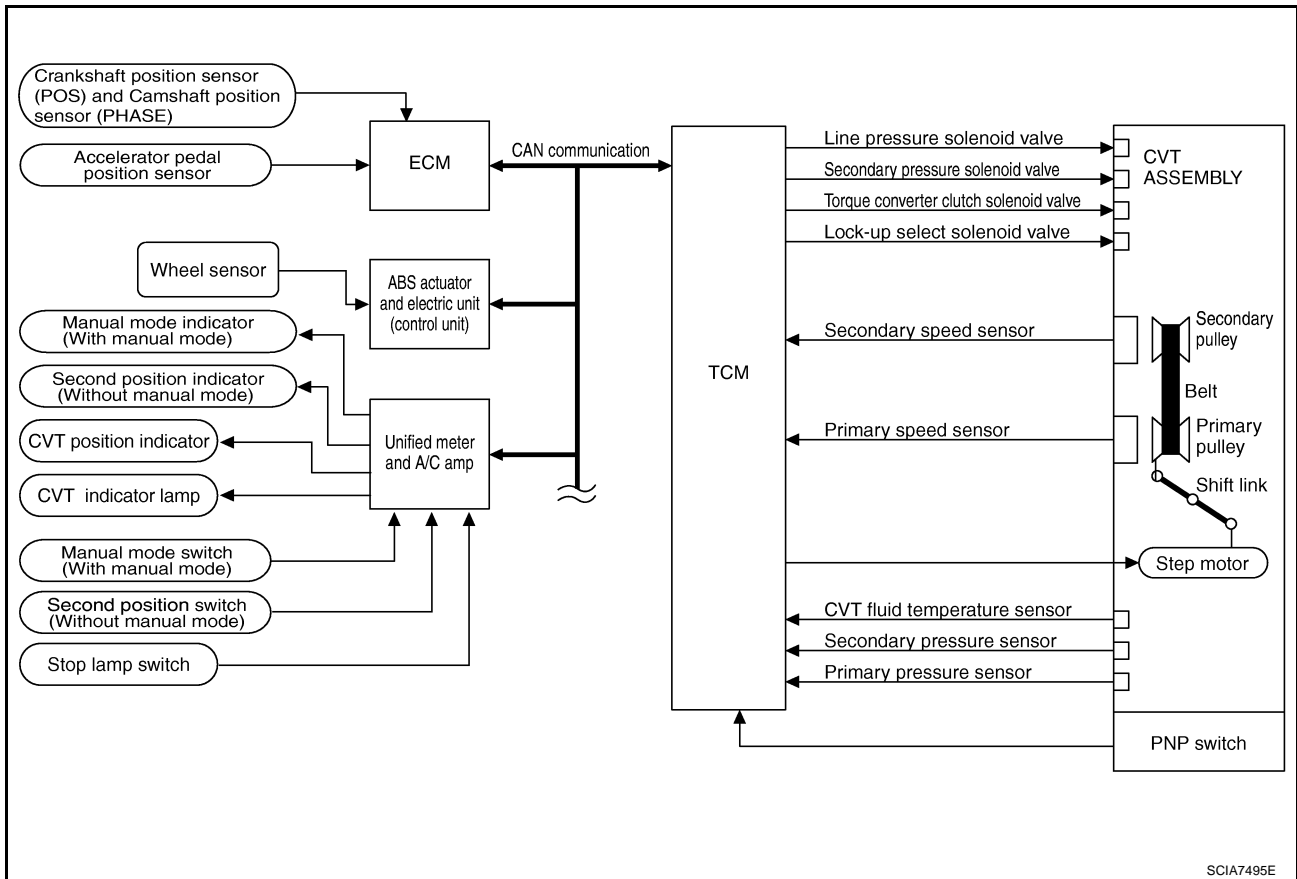 Crankshaft position sensor
(POS) and Camshaft position
sensor (PHASE)
Accelerator pedal
position sensor
ECM
CAN communication
Wheel sensor
ABS actuator
and electric unit
(control unit)
Manual mode indicator
(With manual mode)
Second position indicator
(Without manual mode)
CVT position indicator
CVT indicator lamp
Unified meter
and A/C amp
Manual mode switch
(With manual mode)
Second position switch
(Without manual mode)
Stop lamp switch
TCM
Line pressure solenoid valve
Secondary pressure solenoid valve
Torque converter clutch solenoid valve
Lock-up select solenoid valve
Secondary speed sensor
Primary speed sensor
CVT fluid temperature sensor
Secondary pressure sensor
Primary pressure sensor
CVT
ASSEMBLY
Secondary
pulley
Belt
Primary
pulley
Shift link
Step motor
PNP switch
SCIA7495E